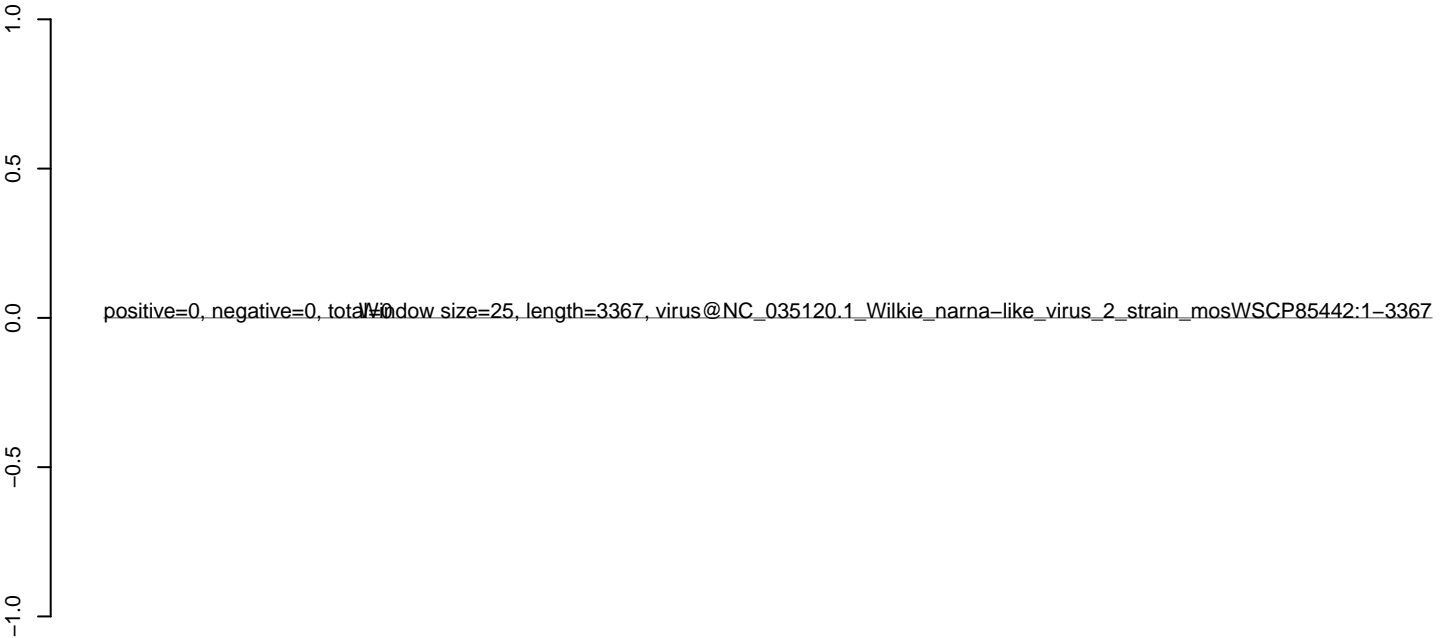 1.0
0.5
0.0
−0.5
−1.0
positive=0, negative=0, total=0
Window size=25, length=3367, virus@NC_035120.1_Wilkie_narna−like_virus_2_strain_mosWSCP85442:1−3367